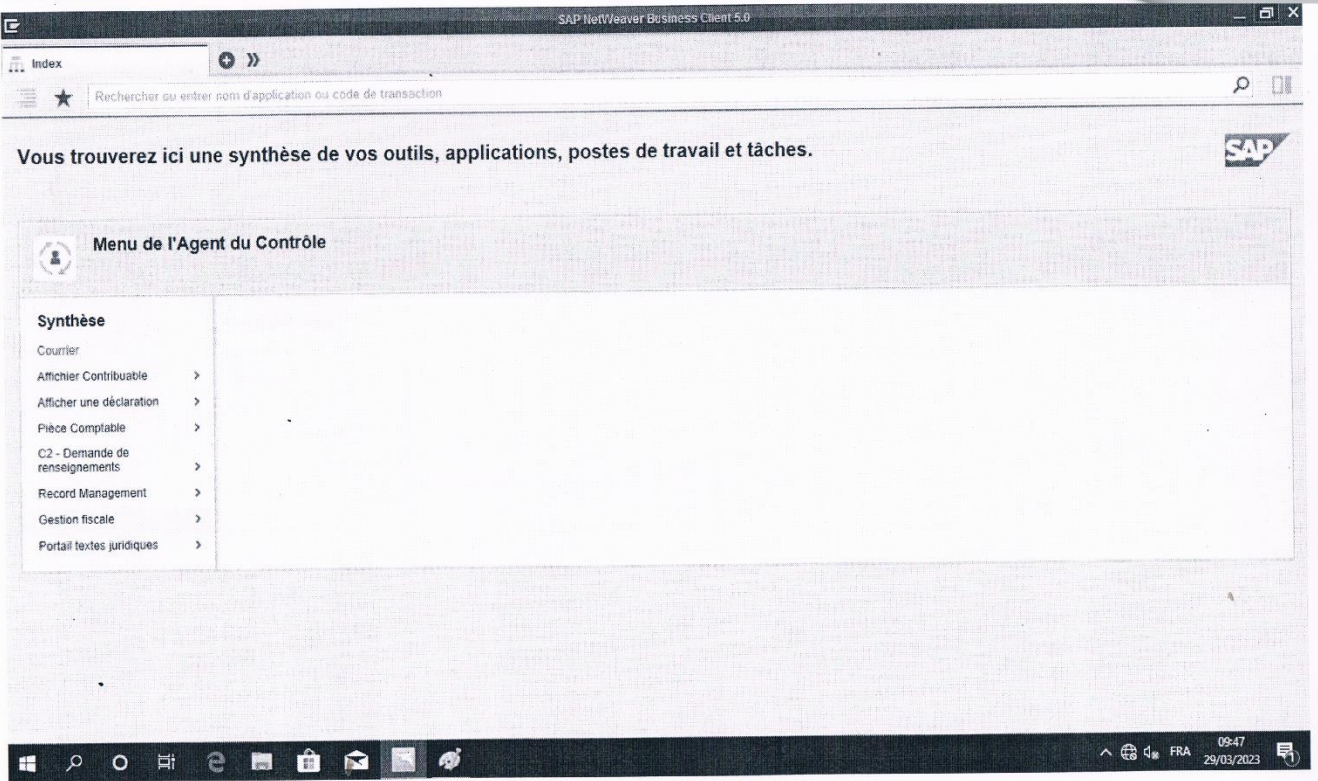 SAP NetWeaver Business Client 5.0
Index
Rechercher ou entrer nom d'application ou code de transaction
Vous trouverez ici une synthèse de vos outils, applications, postes de travail et tâches.
SAP
Menu de l'Agent du Contrôle
Synthèse
Courrier
Affichier Contribuable
Afficher une déclaration
Pièce Comptable
C2 - Demande de
renseignements
Record Management
Gestion fiscale
Portail textes juridiques
FRA
09:47
29/03/2023
1